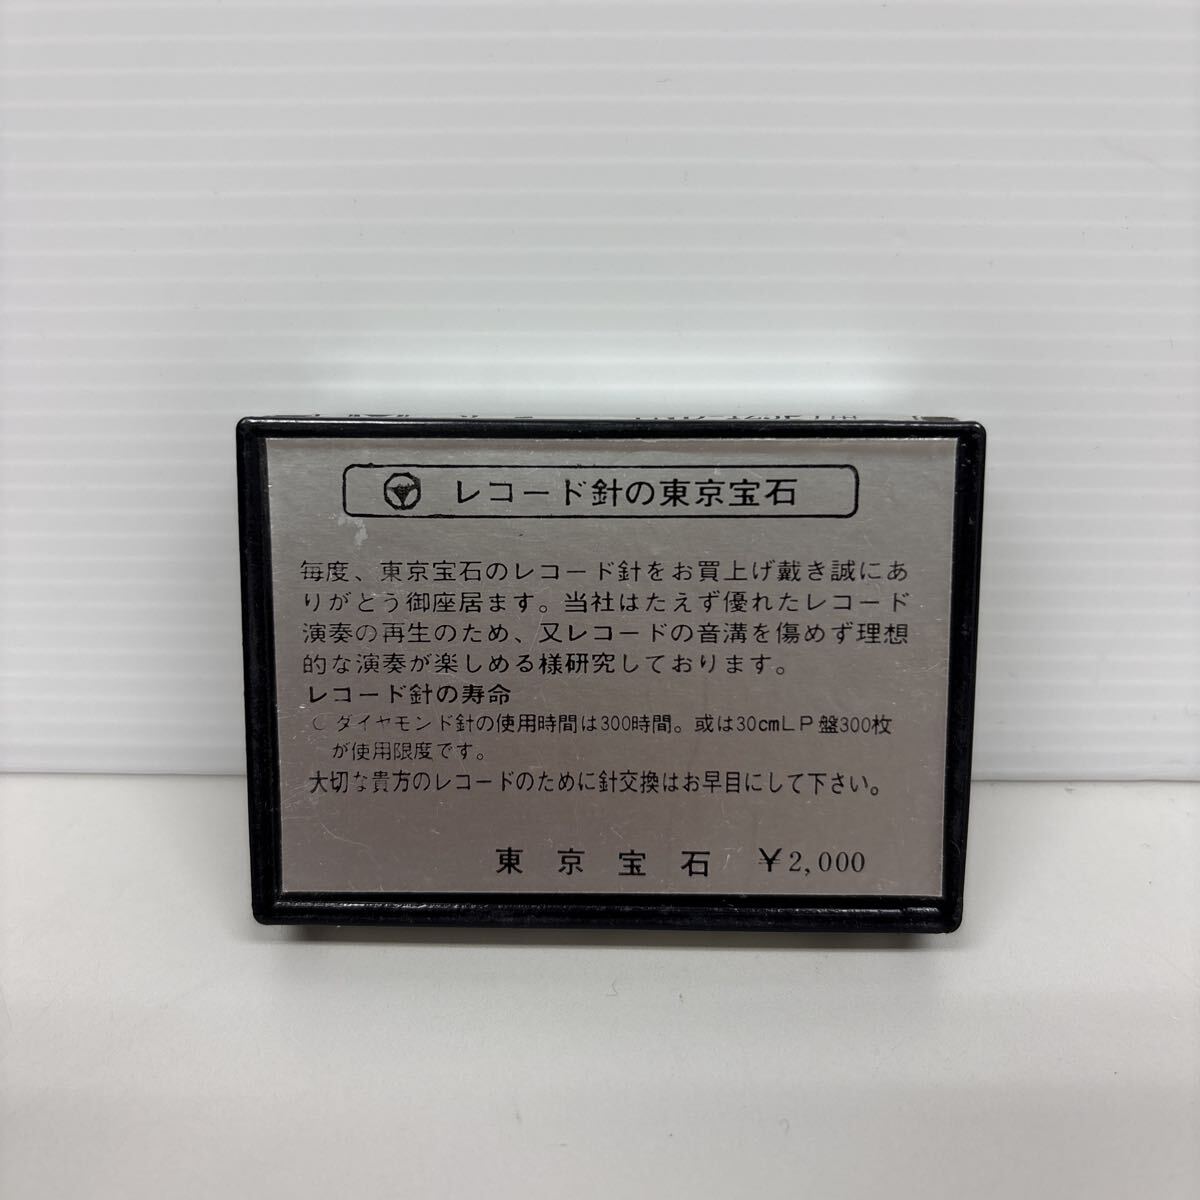 レコード針の東京宝石
毎度、東京宝石のレコード針をお買上げ戴き誠にあ
りがとう御座居ます。当社はたえず優れたレコード
演奏の再生のため、又レコードの音溝を傷めず理想
的な演奏が楽しめる様研究しております。
レコード針の寿命
○ ダイヤモンド針の使用時間は300時間。或は30cmLP盤300枚
が使用限度です。
大切な貴方のレコードのために針交換はお早目にして下さい。
東京宝石 ¥2,000